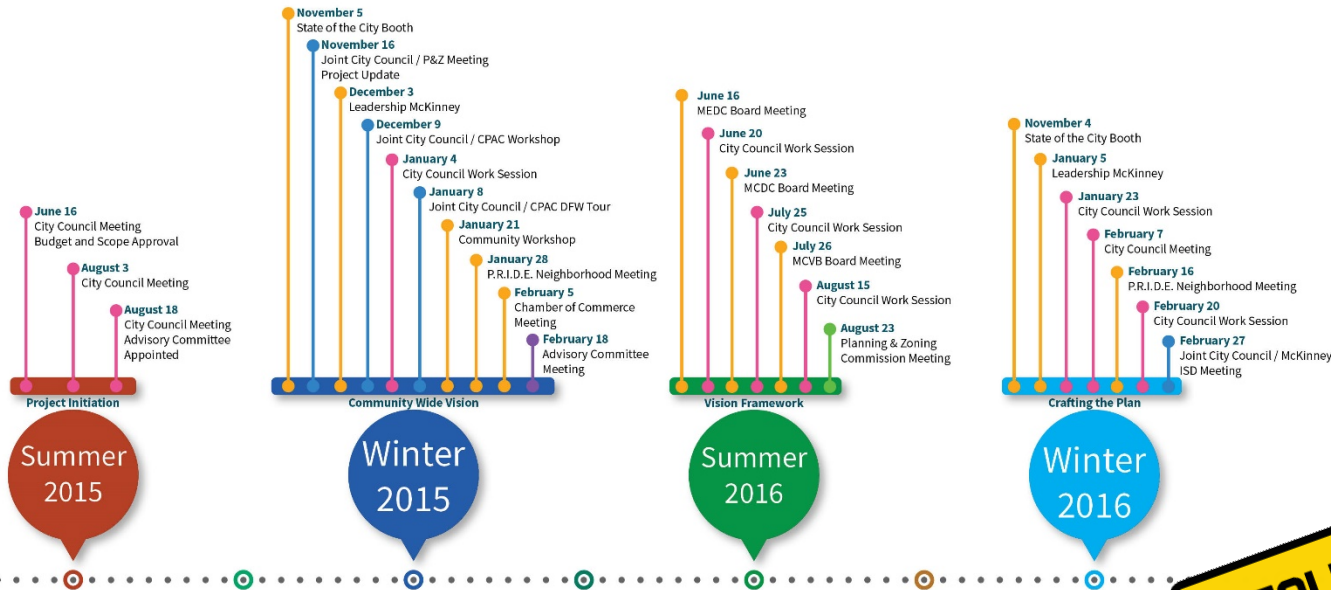 June 16
City Council Meeting
Budget and Scope Approval
August 3
City Council Meeting
August 18
City Council Meeting
Advisory Committee
Appointed
Project Initiation
Summer
2015
November 5
State of the City Booth
November 16
Joint City Council / P&Z Meeting
Project Update
December 3
Leadership McKinney
December 9
Joint City Council / CPAC Workshop
January 4
City Council Work Session
January 8
Joint City Council / CPAC DFW Tour
January 21
Community Workshop
January 28
P.R.I.D.E. Neighborhood Meeting
February 5
Chamber of Commerce
Meeting
February 18
Advisory Committee
Meeting
Community Wide Vision
Winter
2015
June 16
MEDC Board Meeting
June 20
City Council Work Session
June 23
MCDC Board Meeting
July 25
City Council Work Session
July 26
MCVB Board Meeting
August 15
City Council Work Session
August 23
Planning & Zoning
Commission Meeting
Vision Framework
Summer
2016
November 4
State of the City Booth
January 5
Leadership McKinney
January 23
City Council Work Session
February 7
City Council Meeting
February 16
P.R.I.D.E. Neighborhood Meeting
February 20
City Council Work Session
February 27
Joint City Council / McKinney
ISD Meeting
Crafting the Plan
Winter
2016